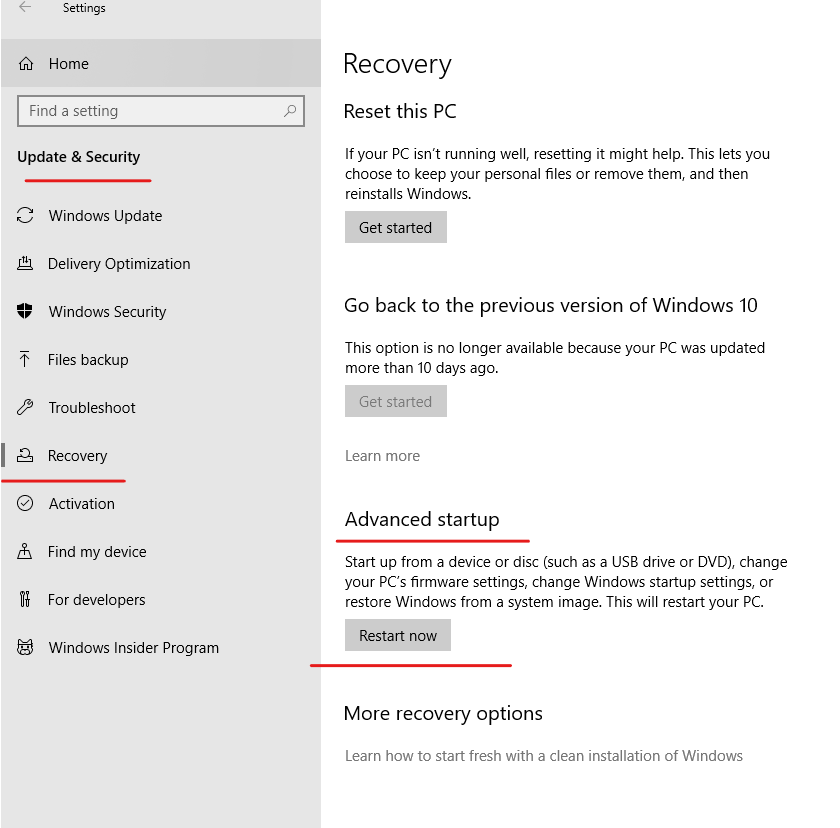 Settings
Home
Find a setting
Update & Security
Windows Update
Delivery Optimization
Windows Security
Files backup
Troubleshoot
Recovery
Activation
Find my device
For developers
Windows Insider Program
Recovery
Reset this PC
If your PC isn't running well, resetting it might help. This lets you
choose to keep your personal files or remove them, and then
reinstalls Windows.
Get started
Go back to the previous version of Windows 10
This option is no longer available because your PC was updated
more than 10 days ago.
Get started
Learn more
Advanced startup
Start up from a device or disc (such as a USB drive or DVD), change
your PC's firmware settings, change Windows startup settings, or
restore Windows from a system image. This will restart your PC.
Restart now
More recovery options
Learn how to start fresh with a clean installation of Windows